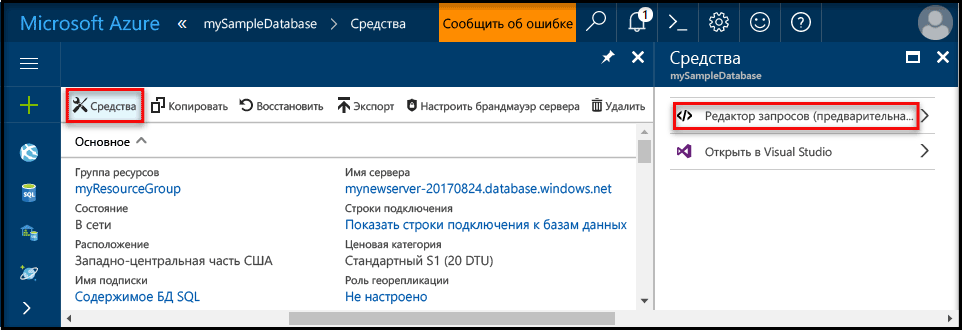 Microsoft Azure « mySampleDatabase > Средства Сообщить об ошибке 1
Средства Копировать Восстановить Экспорт Настроить брандмауэр сервера Удалить
Основное
Группа ресурсов
myResourceGroup
Состояние
В сети
Расположение
Западно-центральная часть США
Имя подписки
Содержимое БД SQL
Имя сервера
mynewserver-20170824.database.windows.net
Строки подключения
Показать строки подключения к базам данных
Ценовая категория
Стандартный S1 (20 DTU)
Роль георепликации
Не настроено
Средства
mySampleDatabase
Редактор запросов (предварительна...
Открыть в Visual Studio
SQL